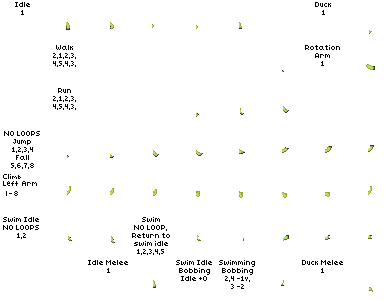 Idle
1
Duck
1
Walk
2,1,2,3,
4,5,4,3,
Rotation
Arm
1
Run
2,1,2,3,
4,5,4,3,
NO LOOPS
Jump
1,2,3,4
Fall
5,6,7,8
Climb
Left Arm
1-8
Swim Idle
NO LOOPS
1,2
Swim
NO LOOP,
Return to
swim idle
1,2,3,4,5
Idle Melee
1
Swim Idle
Bobbing
Idle +0
Swimming
Bobbing
2,4 -1y,
3 -2
Duck Melee
1